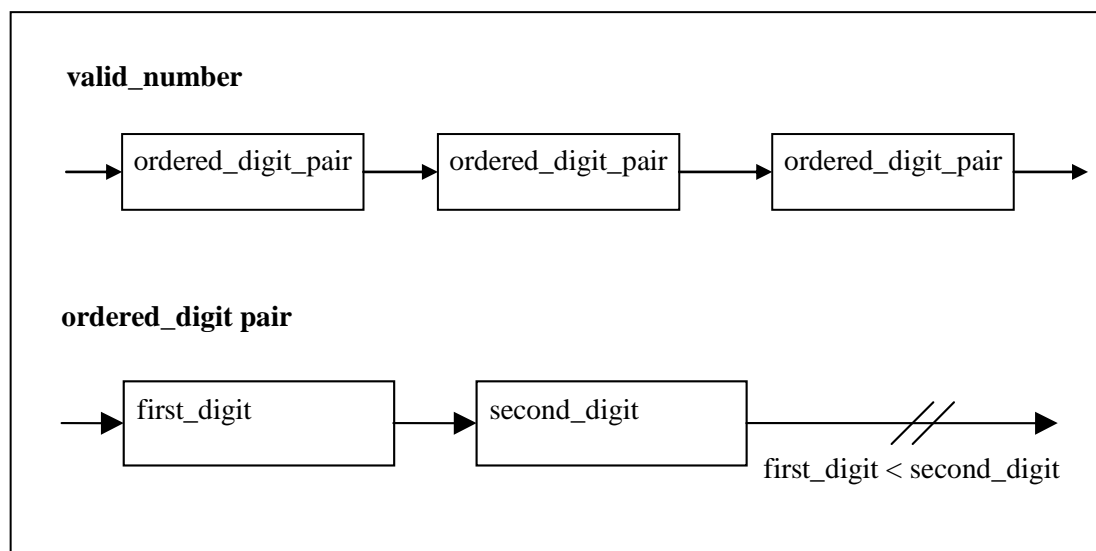 valid_number
ordered_digit_pair ordered_digit_pair ordered_digit_pair
ordered_digit pair
first_digit second_digit
first_digit < second_digit